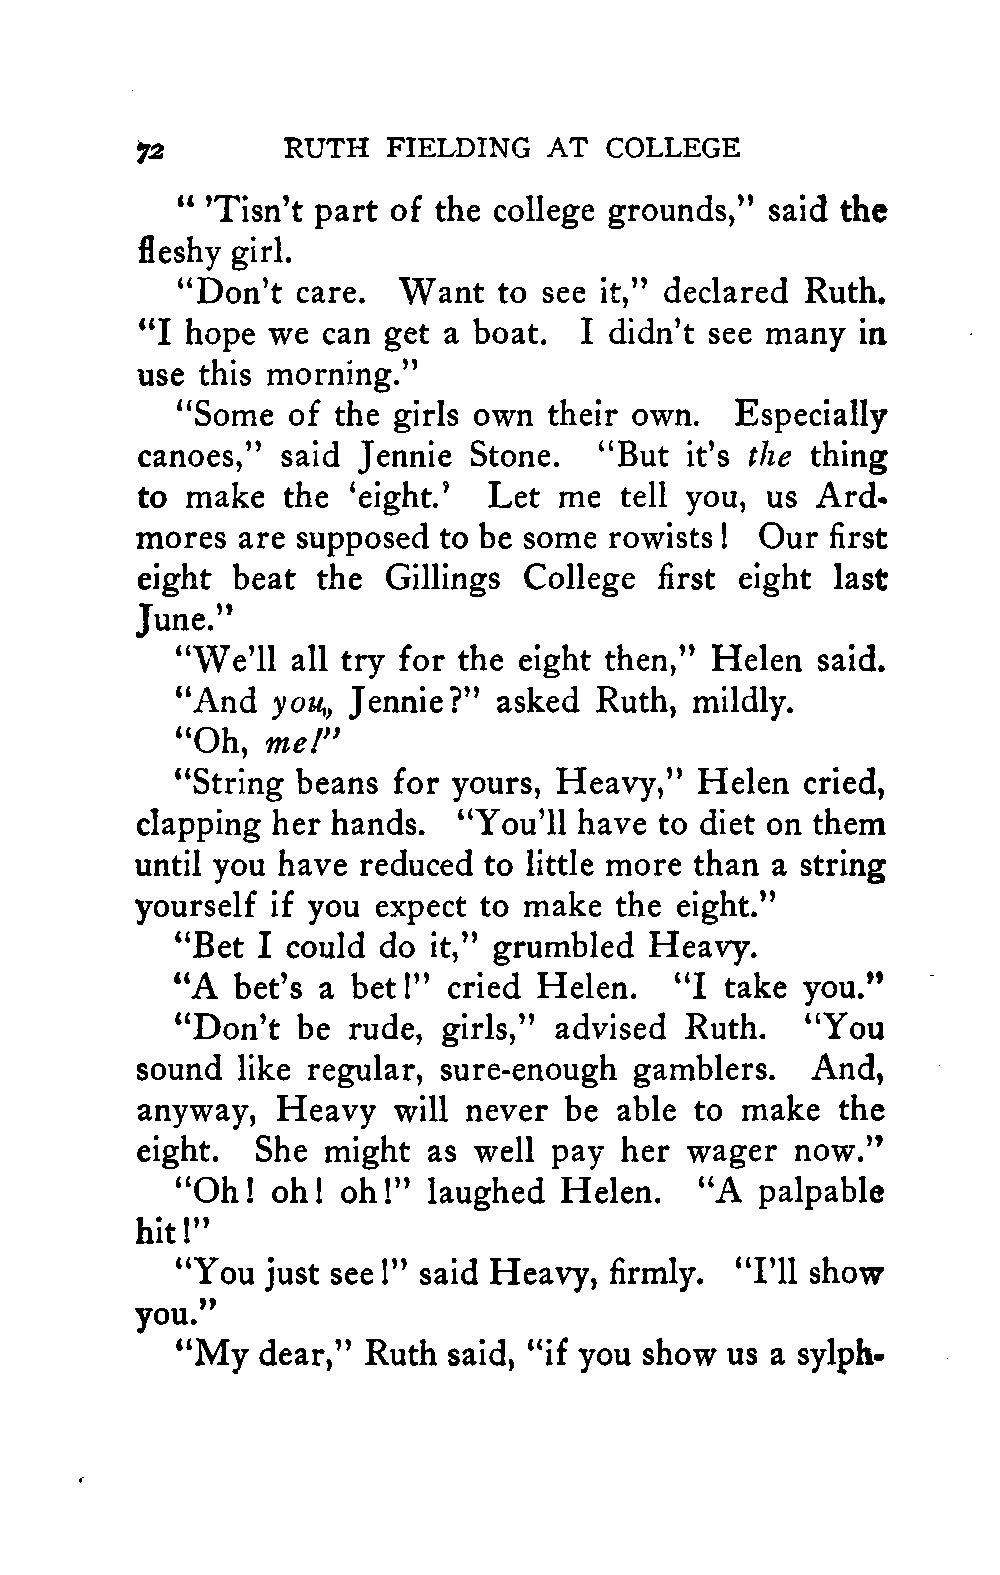 72 RUTH FIELDING AT COLLEGE
“ ’Tisn’t part of the college grounds,” said the
fleshy girl.
“Don’t care. Want to see it,” declared Ruth.
“I hope we can get a boat. I didn’t see many in
use this morning.”
“Some of the girls own their own. Especially
canoes,” said Jennie Stone. “But it’s the thing
to make the ‘eight.’ Let me tell you, us Ard-
mores are supposed to be some rowists! Our first
eight beat the Gillings College first eight last
June.”
“We’ll all try for the eight then,” Helen said.
“And you,, Jennie?” asked Ruth, mildly.
“Oh, me!”
“String beans for yours, Heavy,” Helen cried,
clapping her hands. “You’ll have to diet on them
until you have reduced to little more than a string
yourself if you expect to make the eight.”
“Bet I could do it,” grumbled Heavy.
“A bet’s a bet!” cried Helen. “I take you.”
“Don’t be rude, girls,” advised Ruth. “You
sound like regular, sure-enough gamblers. And,
anyway, Heavy will never be able to make the
eight. She might as well pay her wager now.”
“Oh! oh! oh!” laughed Helen. “A palpable
hit!”
“You just see!” said Heavy, firmly. “I’ll show
you.”
“My dear,” Ruth said, “if you show us a sylph-